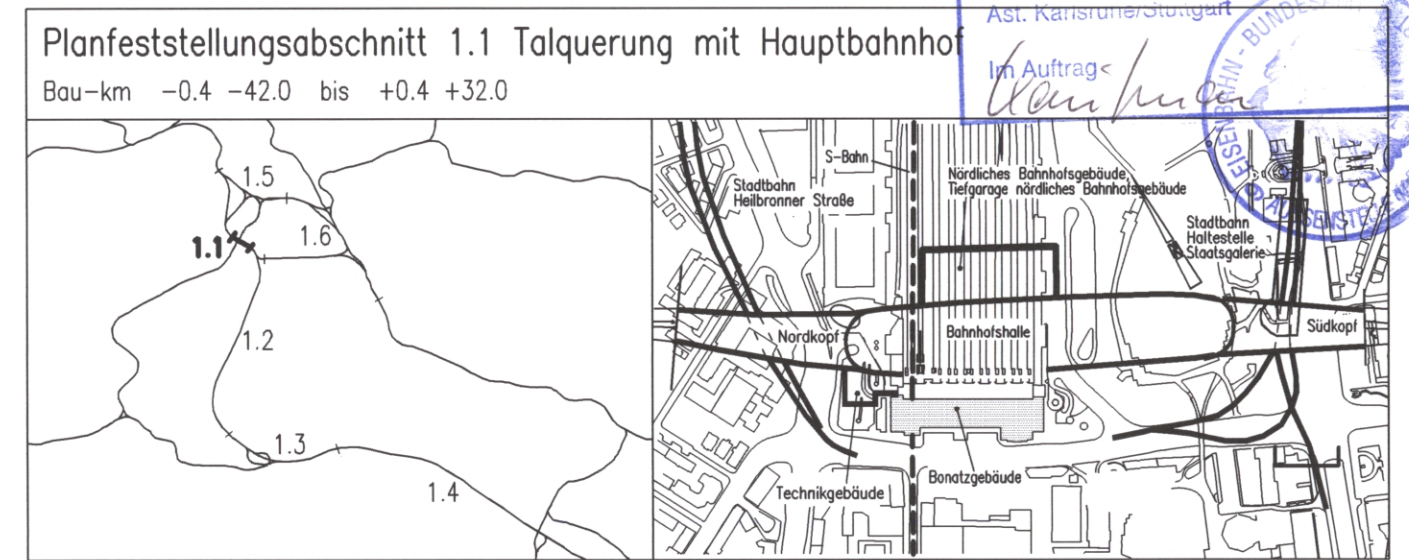 Ast. Karlsruhe/Stuttgart
Im Auftrag
Planfeststellungsabschnitt 1.1 Talquerung mit Hauptbahnhof
Bau-km -0.4 -42.0 bis +0.4 +32.0
1.5
1.1
1.6
1.2
1.3
1.4
S-Bahn
Stadtbahn
Heilbronner Straße
Nördliches Bahnhofsgebäude,
Tiefgarage nördliches Bahnhofsgebäude
Stadtbahn
Haltestelle
Staatsgalerie
Nordkopf
Bahnhofshalle
Südkopf
Technikgebäude
Bonatzgebäude